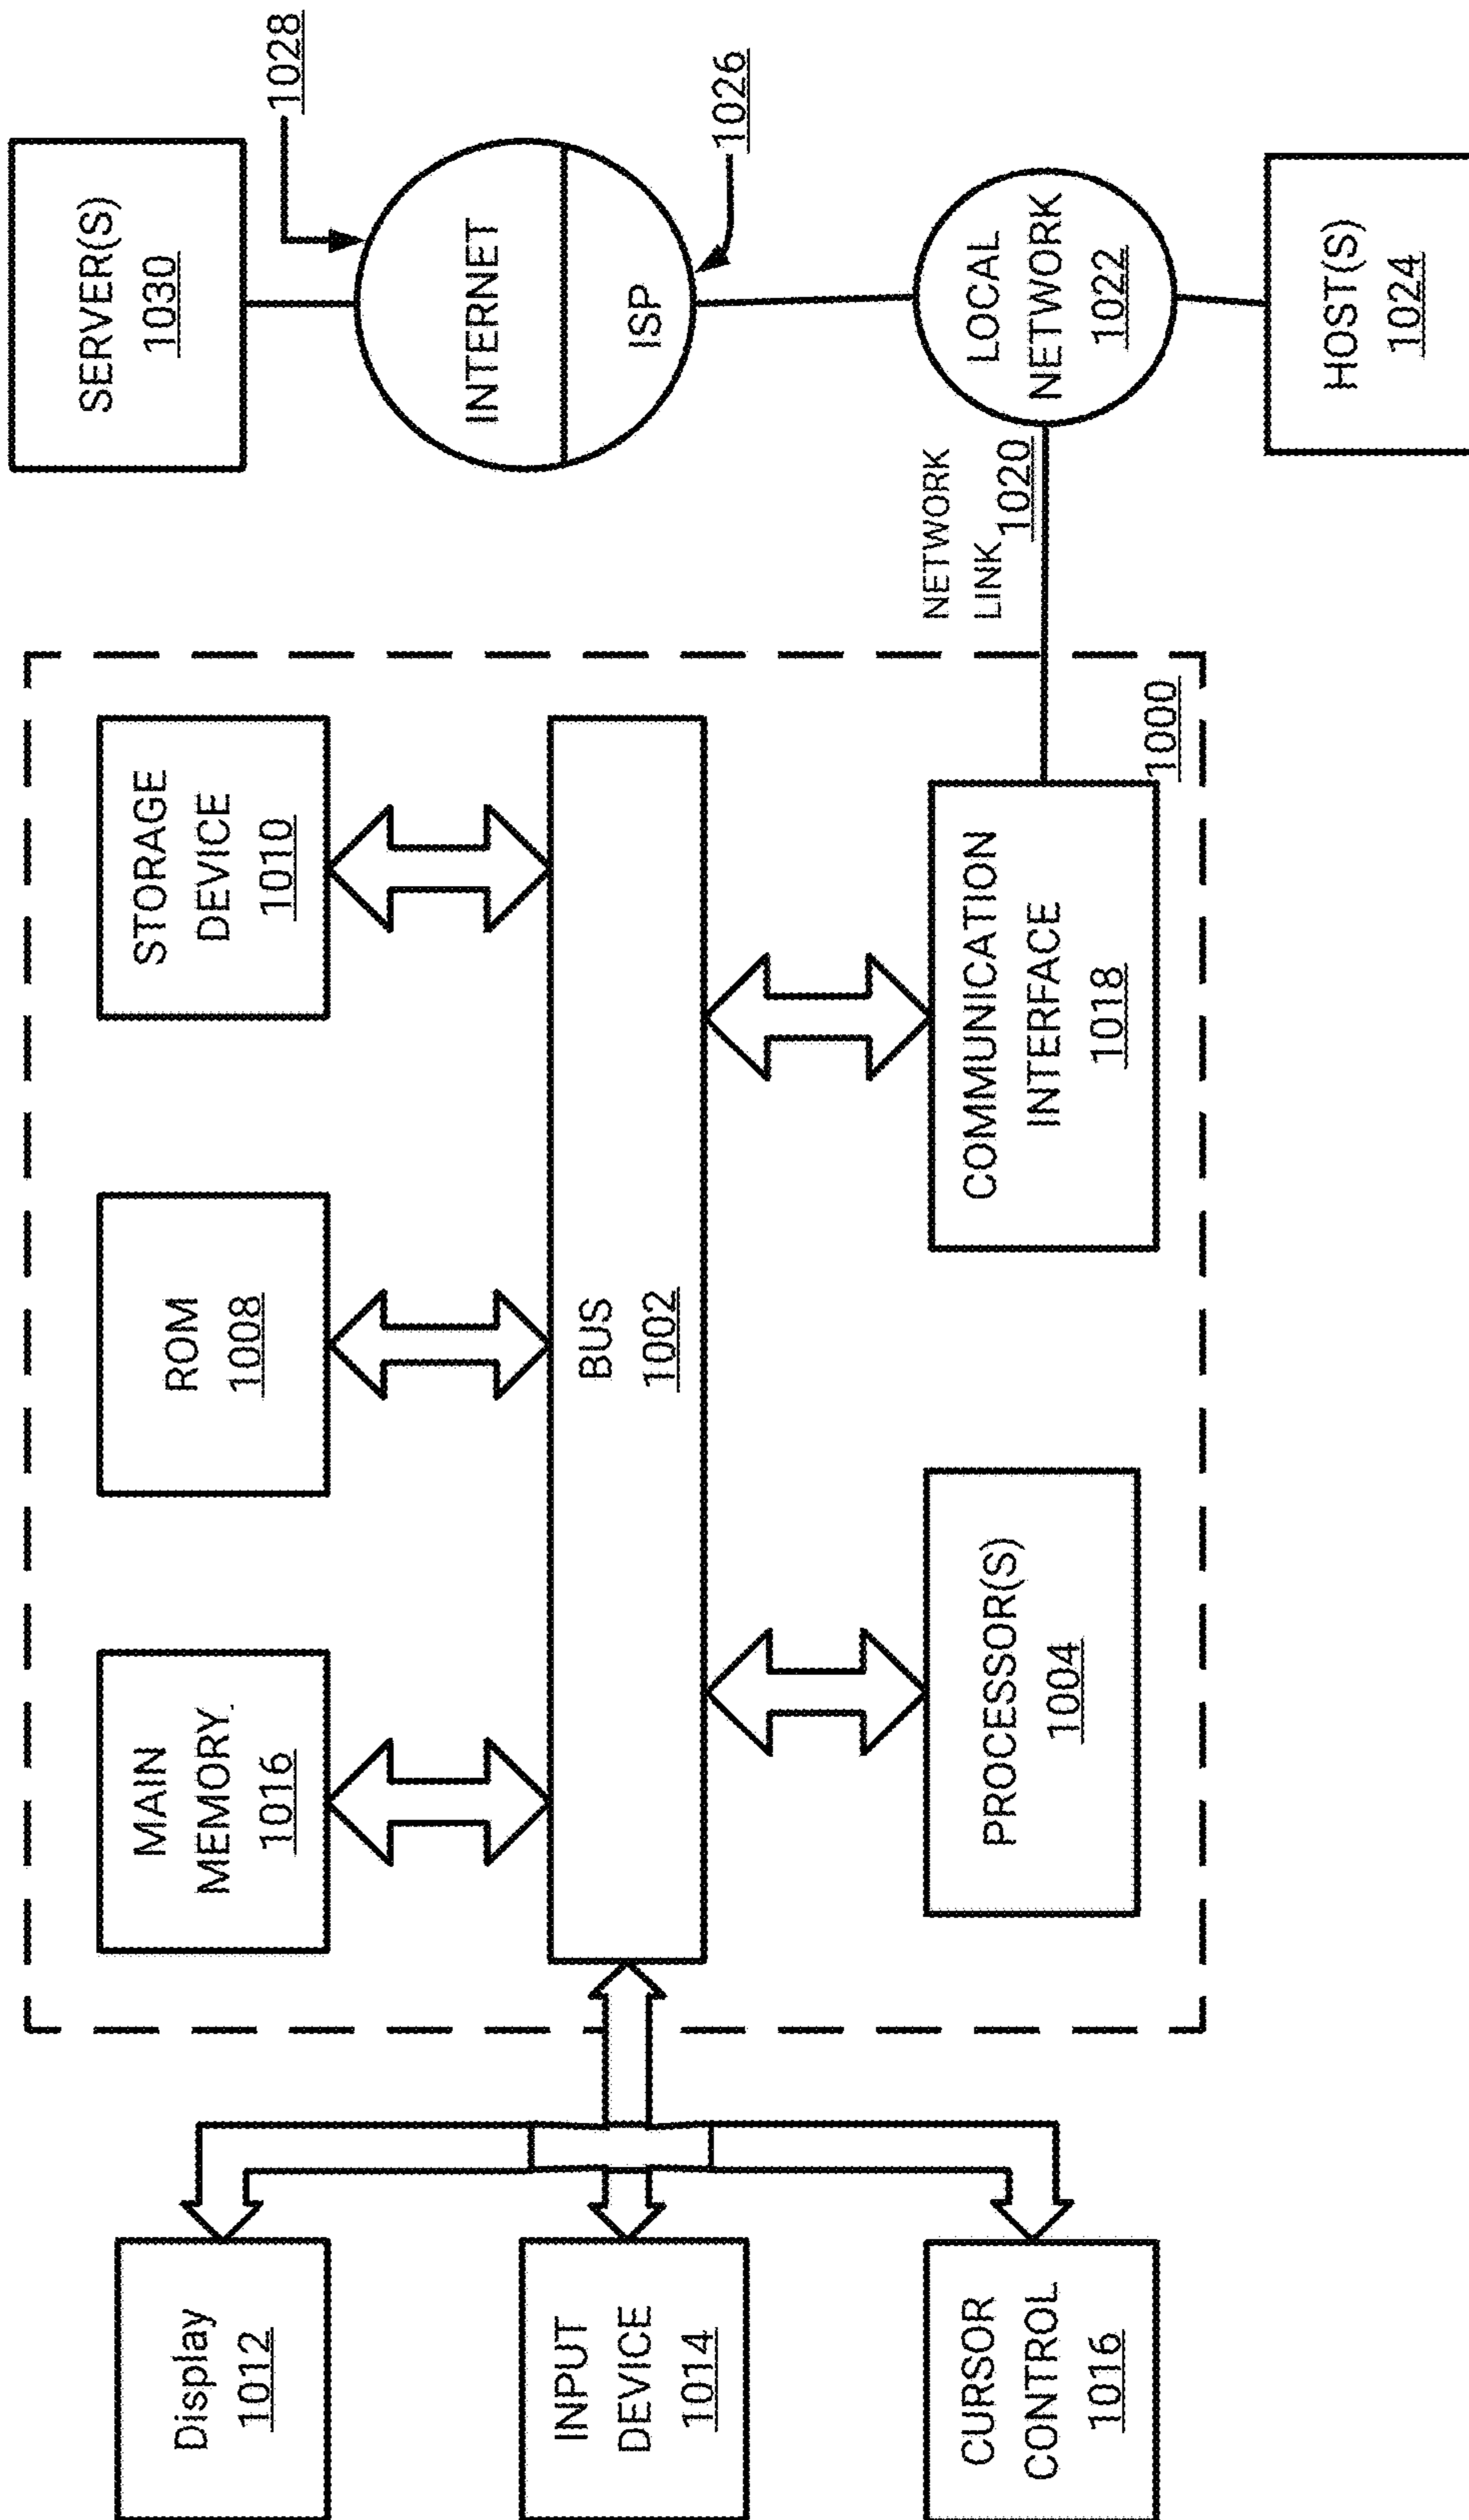 Display
1012
MAIN
MEMORY
1016
ROM
1008
STORAGE
DEVICE
1010
SERVER(S)
1030
1028
INPUT
DEVICE
1014
BUS
1002
INTERNET
ISP
1026
CURSOR
CONTROL
1016
PROCESSOR(S)
1004
COMMUNICATION
INTERFACE
1018
1000
NETWORK
LINK
1020
LOCAL
NETWORK
1022
HOST(S)
1024